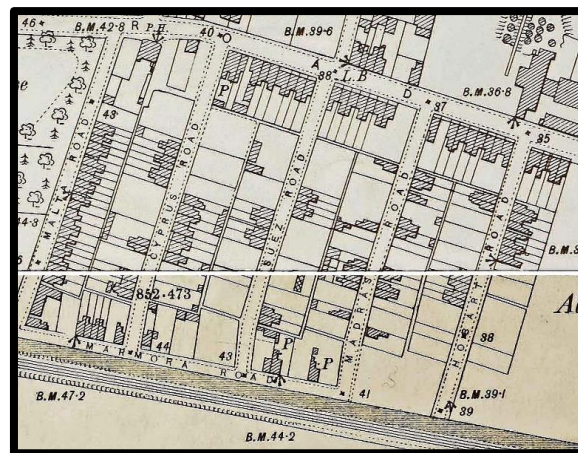 46
B.M.42·8
R
P.H.
40
O
B.M.39·6
A
38
L.B
D
37
B.M.36·8
35
43
P
MALTA ROAD
CYPRUS ROAD
SUEZ ROAD
MADRAS ROAD
HOBART ROAD
44·3
B.M.3
852·473
38
MARMORA ROAD
44
43
P
P
41
39
B.M.39·1
B.M.47·2
B.M.44·2